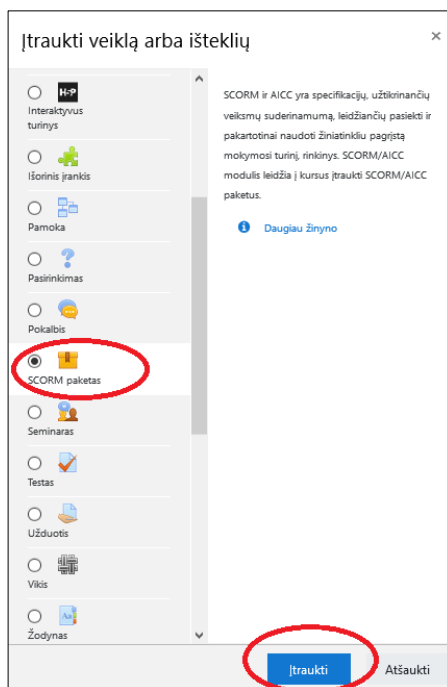 Įtraukti veiklą arba išteklių
×
H5P
Interaktyvus
turinys
Išorinis įrankis
Pamoka
Pasirinkimas
Pokalbis
SCORM paketas
Seminaras
Testas
Užduotis
Vikis
Aa
Žodynas
SCORM ir AICC yra specifikacijų, užtikrinančių
veiksmų suderinamumą, leidžiančių pasiekti ir
pakartotinai naudoti žiniatinkliu pagrįstą
mokymosi turinį, rinkinys. SCORM/AICC
modulis leidžia į kursus įtraukti SCORM/AICC
paketus.
Daugiau žinyno
Įtraukti
Atšaukti